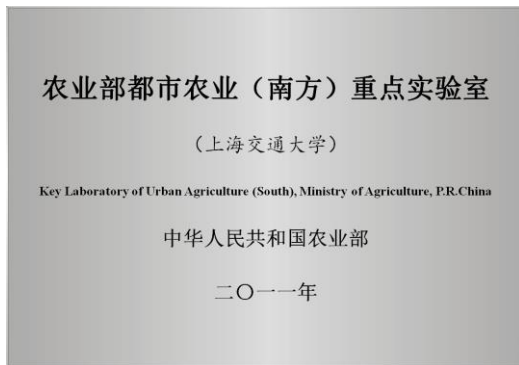 农业部都市农业（南方）重点实验室
（上海交通大学）
Key Laboratory of Urban Agriculture (South), Ministry of Agriculture, P.R.China
中华人民共和国农业部
二〇一一年